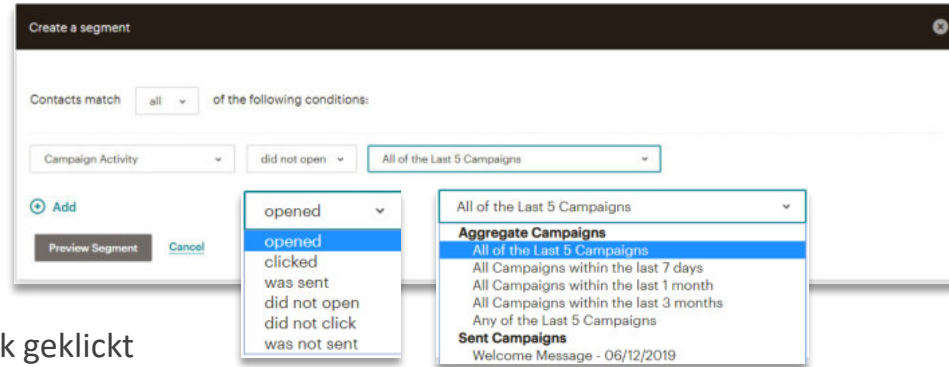 Create a segment
Contacts match all of the following conditions:
Campaign Activity did not open All of the Last 5 Campaigns
Add
Preview Segment Cancel
opened
opened
clicked
was sent
did not open
did not click
was not sent
All of the Last 5 Campaigns
Aggregate Campaigns
All of the Last 5 Campaigns
All Campaigns within the last 7 days
All Campaigns within the last 1 month
All Campaigns within the last 3 months
Any of the Last 5 Campaigns
Sent Campaigns
Welcome Message - 06/12/2019
k geklickt